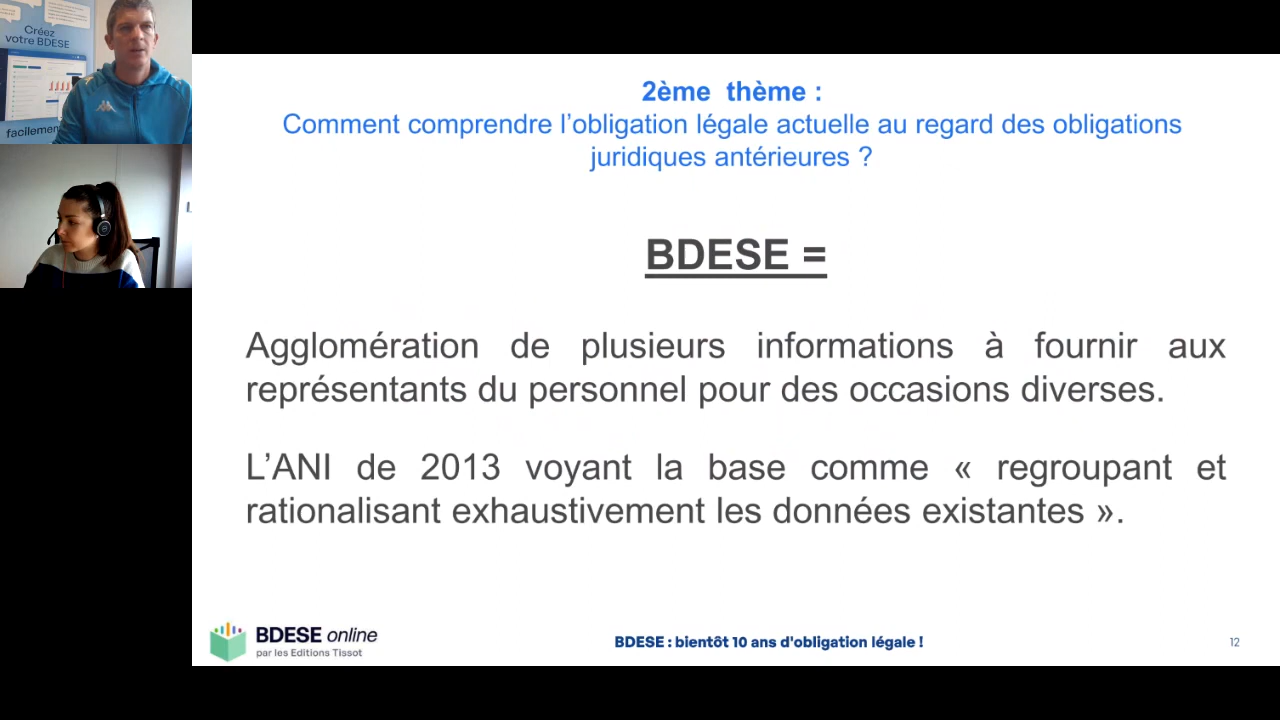 Créez
votre BDESE
facilemen
2ème thème :
Comment comprendre l’obligation légale actuelle au regard des obligations
juridiques antérieures ?
BDESE =
Agglomération de plusieurs informations à fournir aux
représentants du personnel pour des occasions diverses.
L’ANI de 2013 voyant la base comme « regroupant et
rationalisant exhaustivement les données existantes ».
BDESE online
par les Editions Tissot
BDESE : bientôt 10 ans d'obligation légale !
12